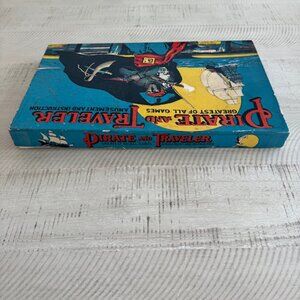 PIRATE AND TRAVELER
GREATEST OF ALL GAMES
AMUSEMENT AND INSTRUCTION
PIRATE AND TRAVELER